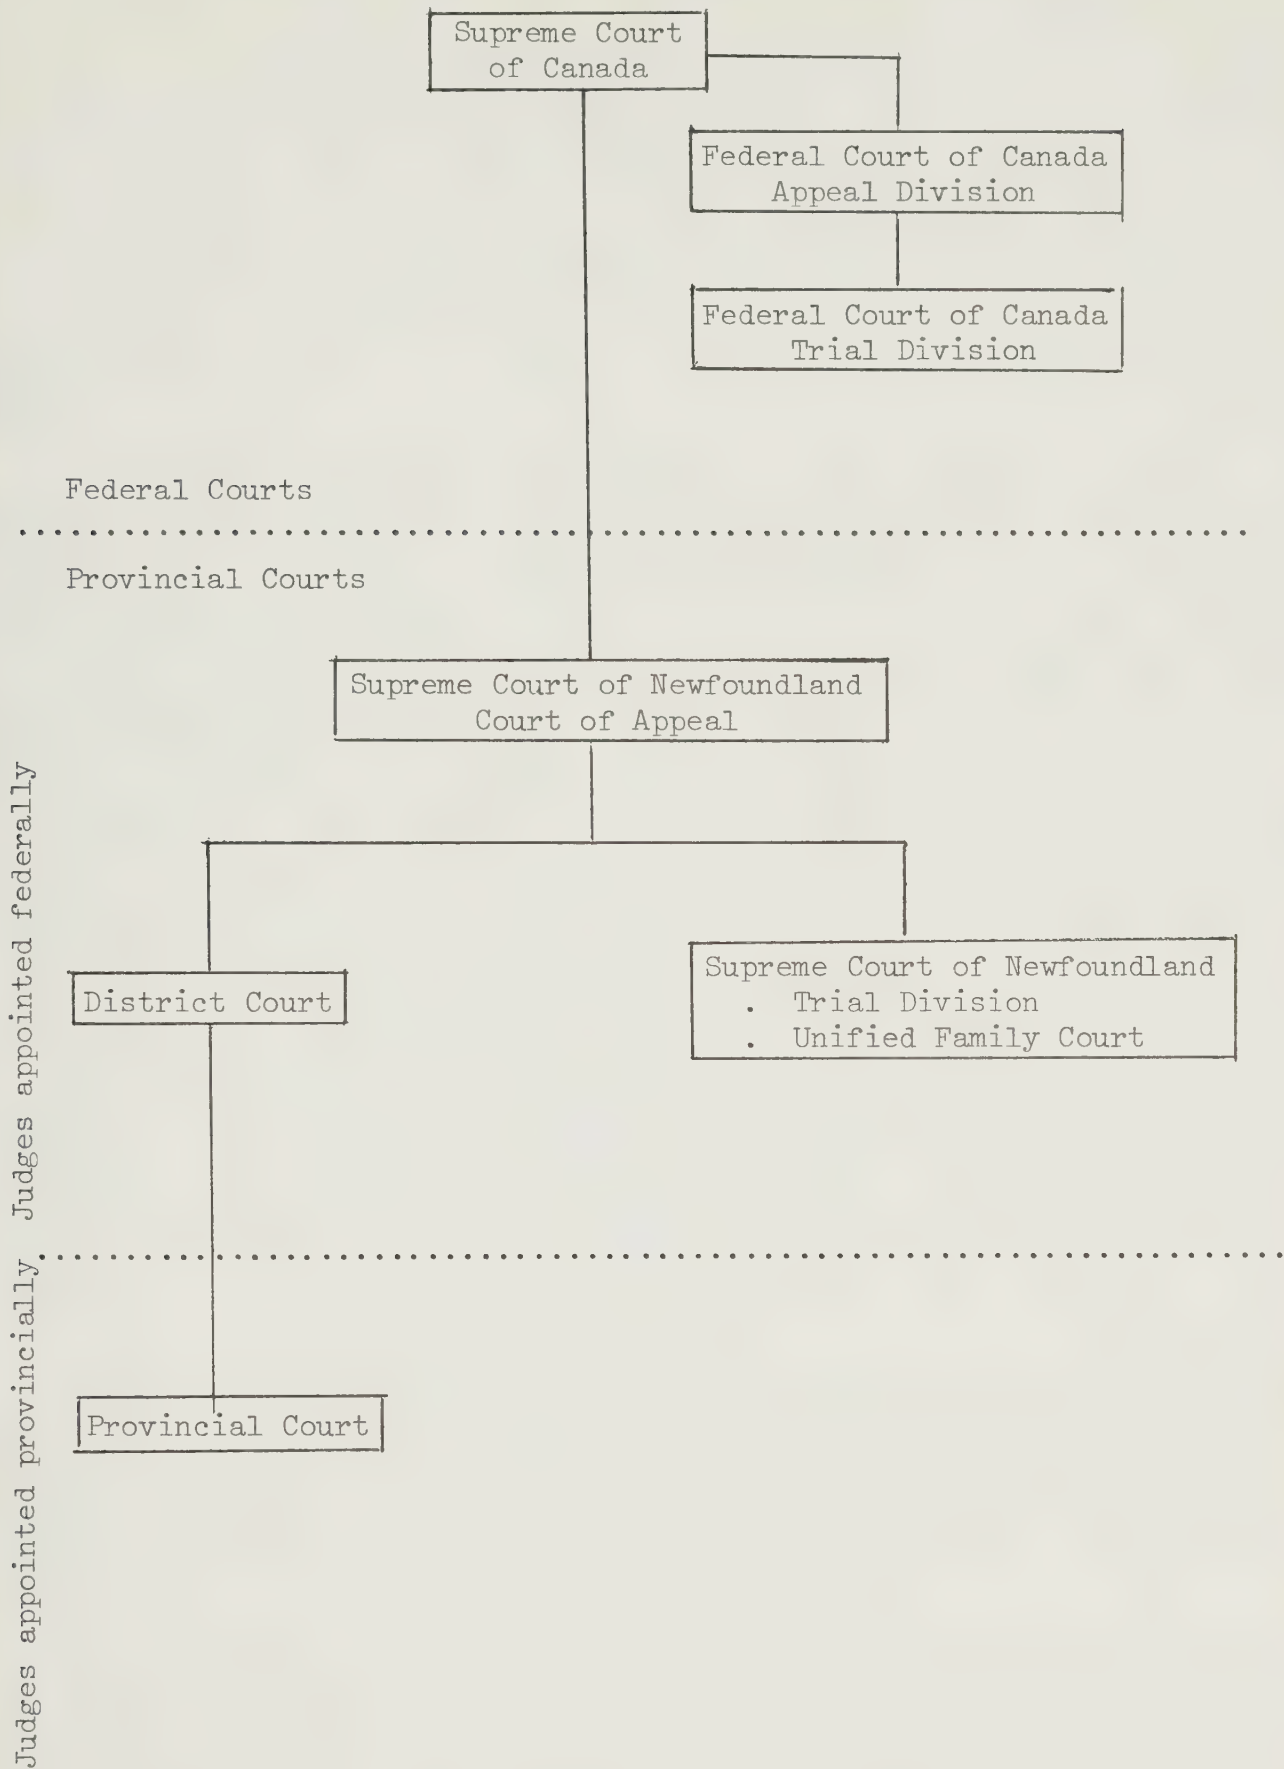 Supreme Court
of Canada
Federal Court of Canada
Appeal Division
Federal Court of Canada
Trial Division
Federal Courts
Provincial Courts
Supreme Court of Newfoundland
Court of Appeal
Judges appointed federally
District Court
Supreme Court of Newfoundland
. Trial Division
. Unified Family Court
Judges appointed provincially
Provincial Court